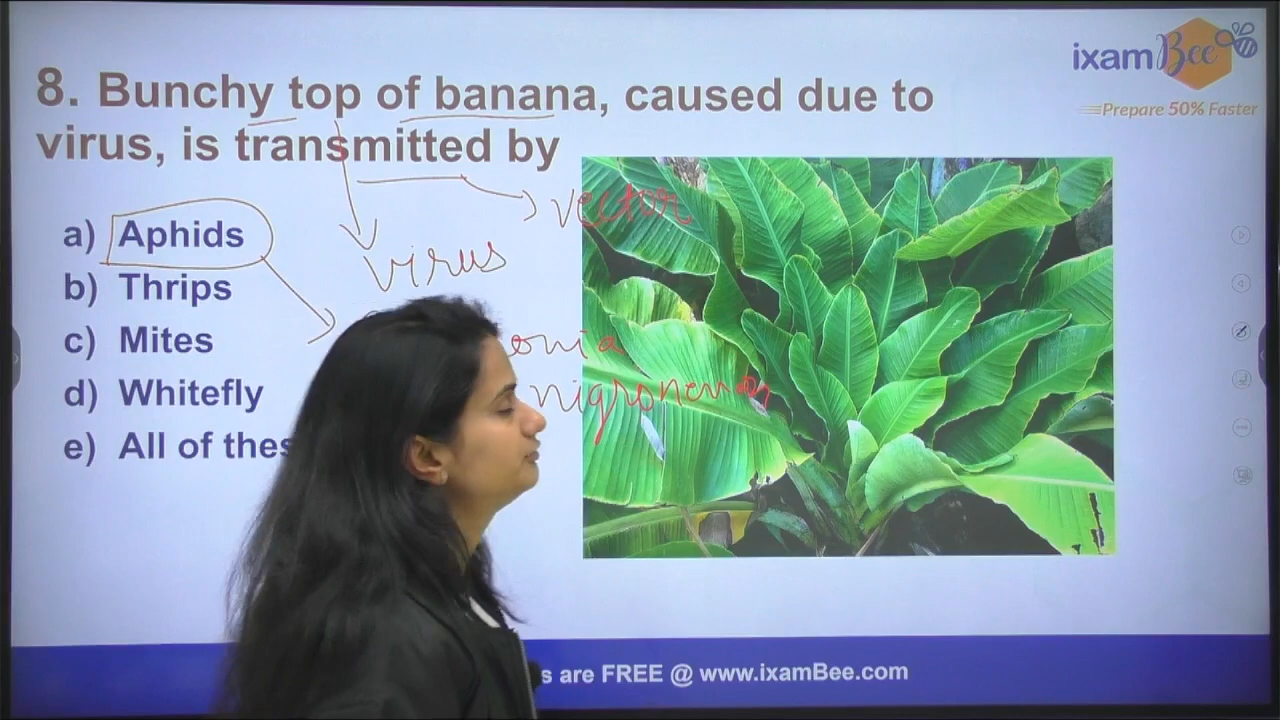 ixamBee
Prepare 50% Faster
8. Bunchy top of banana, caused due to
virus, is transmitted by
vector
virus
a) Aphids
b) Thrips
c) Mites
d) Whitefly
e) All of thes
onia
s are FREE @ www.ixamBee.com